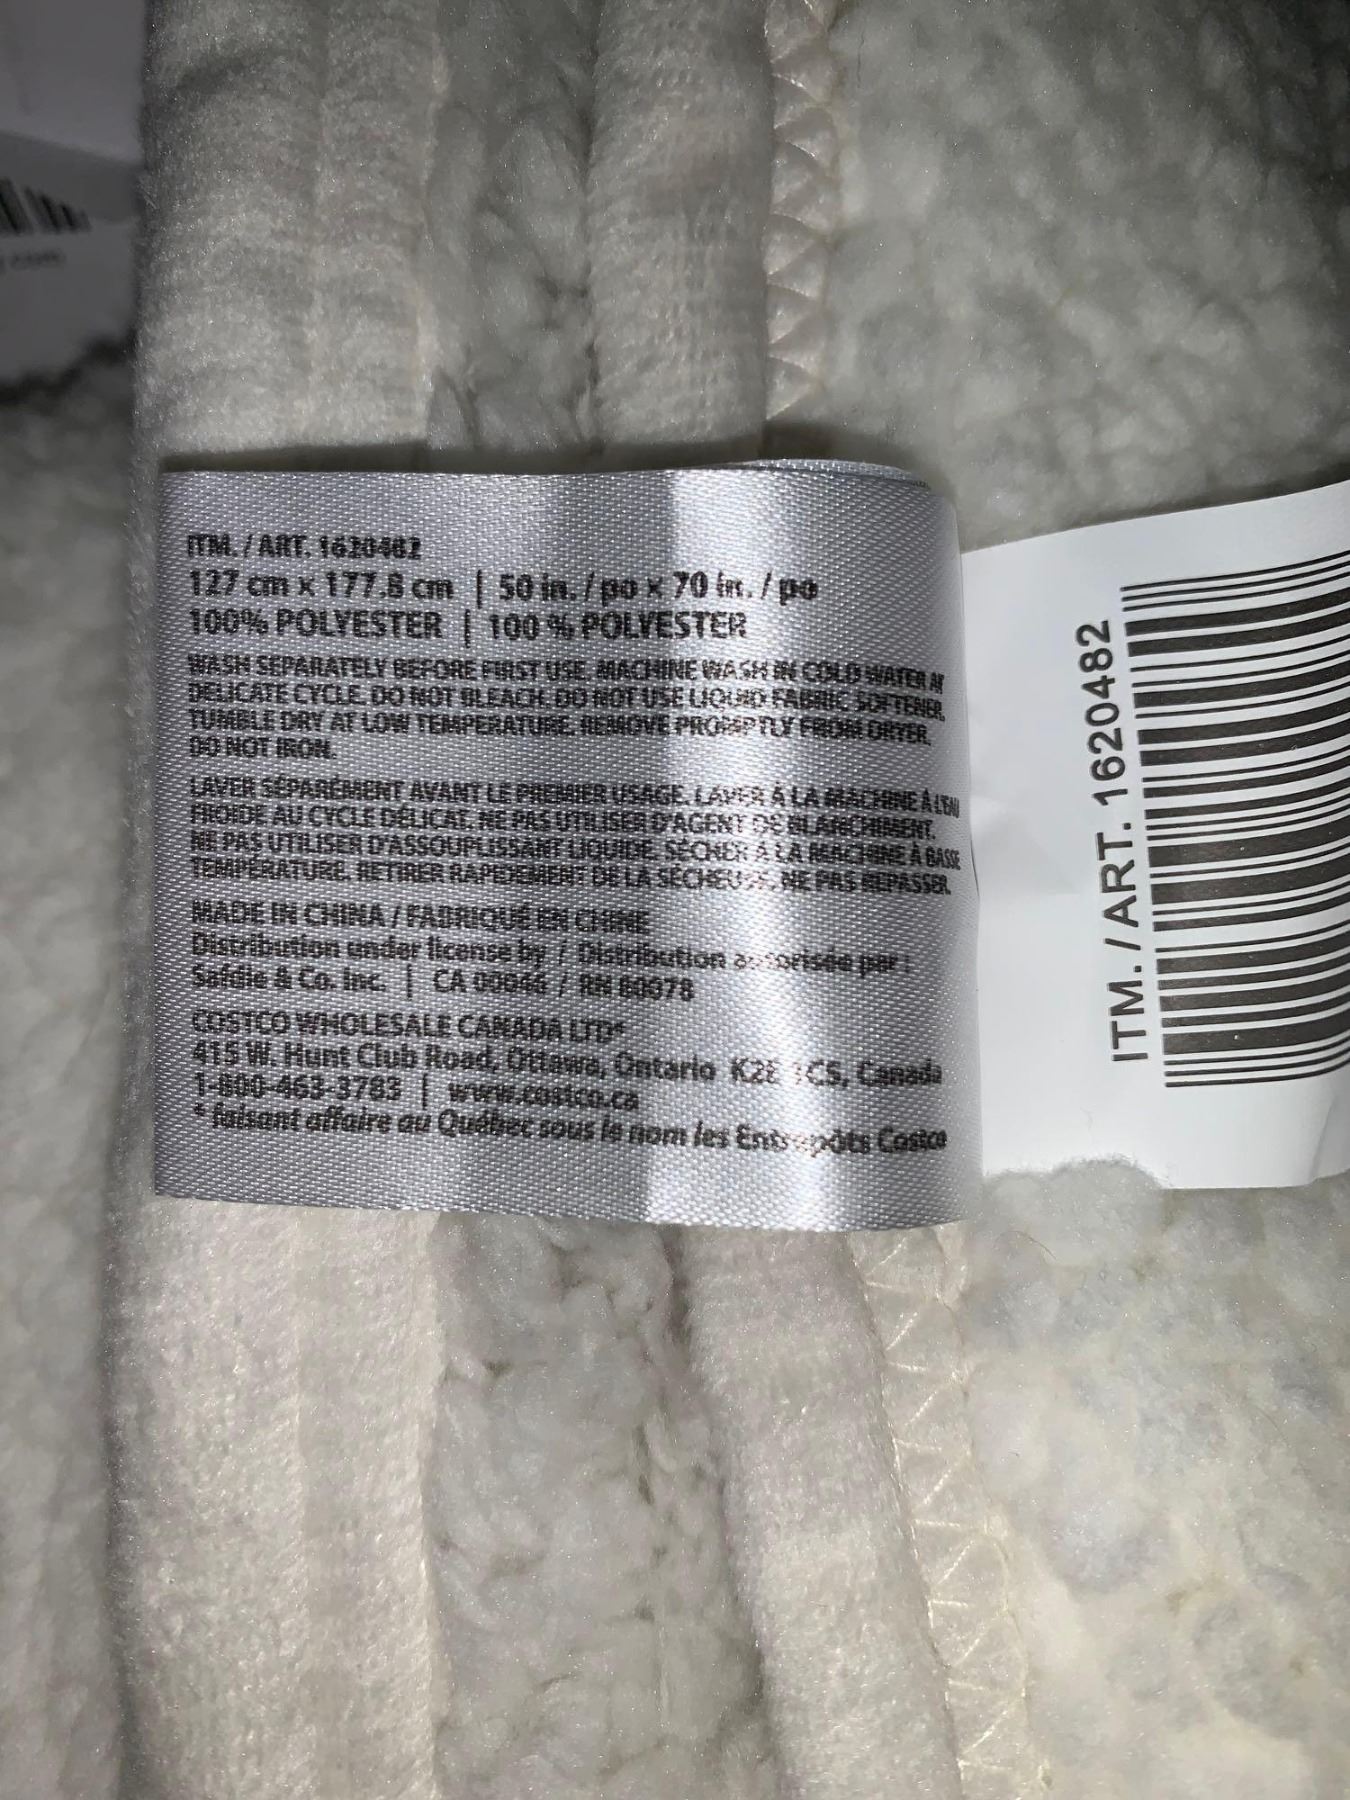 ITM. / ART. 1620482
127 cm x 177.8 cm | 50 in. / po x 70 in. / po
100% POLYESTER | 100 % POLYESTER
WASH SEPARATELY BEFORE FIRST USE. MACHINE WASH IN COLD WATER AT
DELICATE CYCLE. DO NOT BLEACH. DO NOT USE LIQUID FABRIC SOFTENER.
TUMBLE DRY AT LOW TEMPERATURE. REMOVE PROMPTLY FROM DRYER.
DO NOT IRON.
LAVER SÉPARÉMENT AVANT LE PREMIER USAGE. LAVER À LA MACHINE À L'EAU
FROIDE AU CYCLE DÉLICAT. NE PAS UTILISER D'AGENT DE BLANCHIMENT.
NE PAS UTILISER D'ASSOUPLISSANT LIQUIDE. SÉCHER À LA MACHINE À BASSE
TEMPÉRATURE. RETIRER RAPIDEMENT DE LA SÉCHEUSE. NE PAS REPASSER.
MADE IN CHINA / FABRIQUÉ EN CHINE
Distribution under license by / Distribution autorisée par :
Safdie & Co. Inc. | CA 00046 / RN 80078
COSTCO WHOLESALE CANADA LTD*
415 W. Hunt Club Road, Ottawa, Ontario K2E 1C5, Canada
1-800-463-3783 | www.costco.ca
* faisant affaire au Québec sous le nom les Entrepôts Costco
ITM. / ART. 1620482